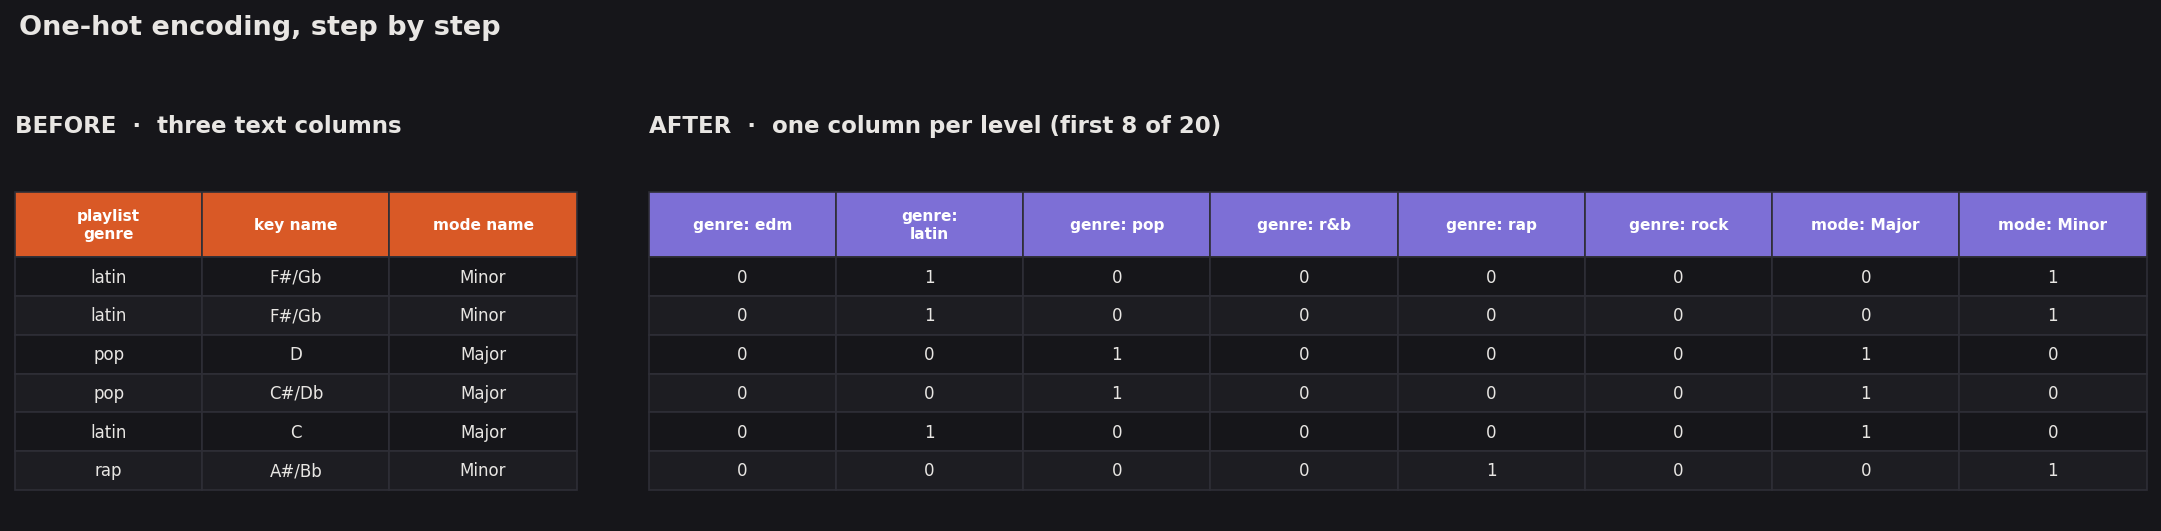 One-hot encoding, step by step
BEFORE · three text columns
playlist genre key name mode name
latin F#/Gb Minor
latin F#/Gb Minor
pop D Major
pop C#/Db Major
latin C Major
rap A#/Bb Minor
AFTER · one column per level (first 8 of 20)
genre: edm genre: latin genre: pop genre: r&b genre: rap genre: rock mode: Major mode: Minor
0 1 0 0 0 0 0 1
0 1 0 0 0 0 0 1
0 0 1 0 0 0 1 0
0 0 1 0 0 0 1 0
0 1 0 0 0 0 1 0
0 0 0 0 1 0 0 1